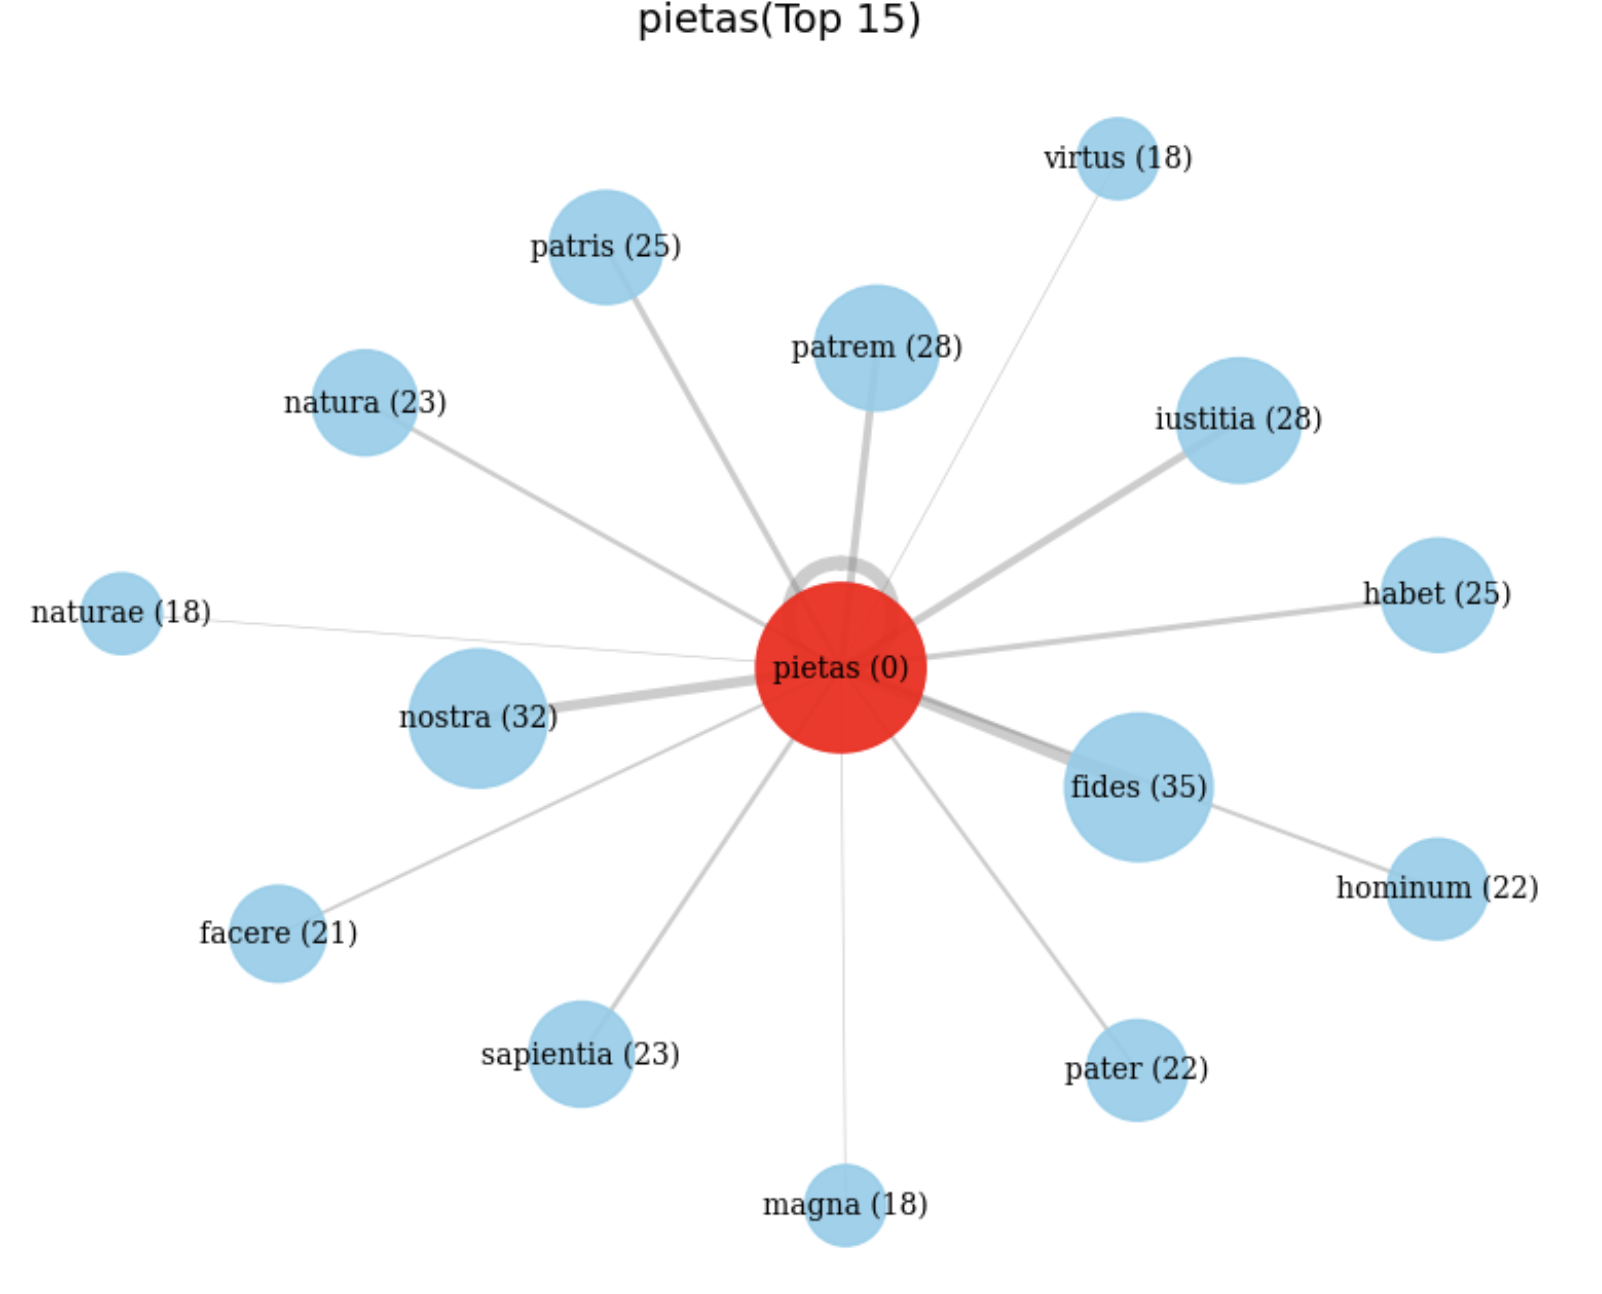 pietas(Top 15)
virtus (18)
patris (25)
patrem (28)
natura (23)
iustitia (28)
habet (25)
naturae (18)
pietas (0)
nostra (32)
fides (35)
hominum (22)
facere (21)
sapientia (23)
pater (22)
magna (18)